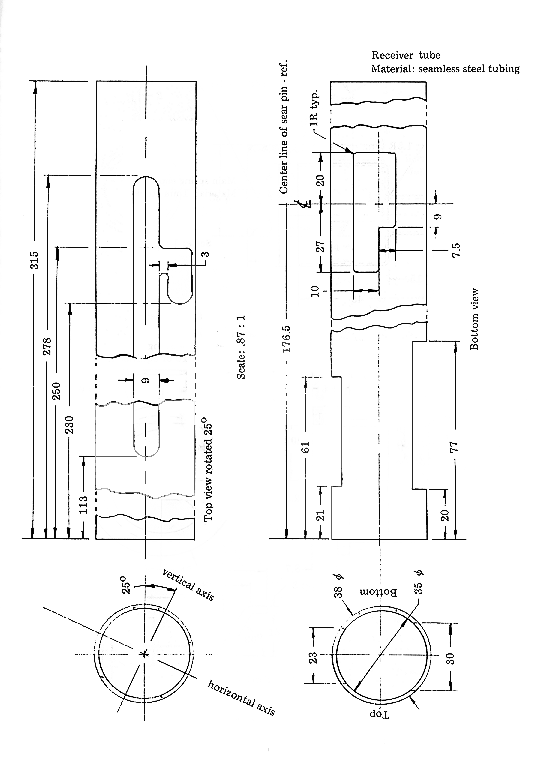 Receiver tube
Material: seamless steel tubing
Center line of sear pin - ref.
1R typ.
20
27
9
7.5
10
176.5
61
21
77
20
Bottom view
315
278
250
230
113
3
9
Scale: .87 : 1
Top view rotated 25°
25°
vertical axis
horizontal axis
38 ϕ
Bottom
35 ϕ
23
30
Top